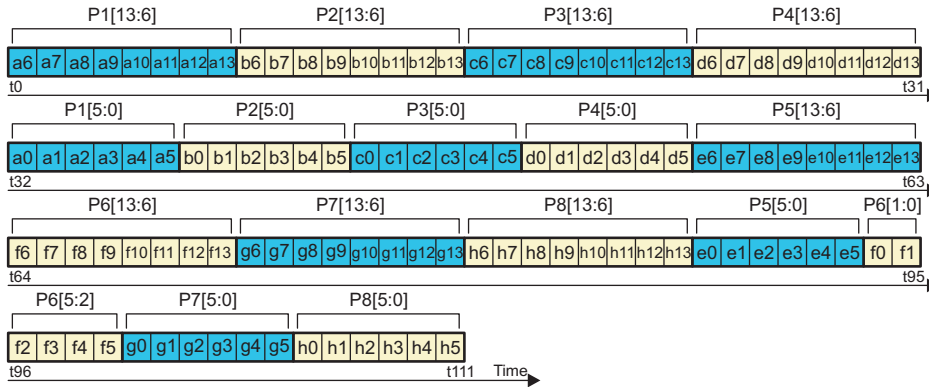 P1[13:6] P2[13:6] P3[13:6] P4[13:6]
a6 a7 a8 a9 a10 a11 a12 a13 b6 b7 b8 b9 b10 b11 b12 b13 c6 c7 c8 c9 c10 c11 c12 c13 d6 d7 d8 d9 d10 d11 d12 d13
t0 t31
P1[5:0] P2[5:0] P3[5:0] P4[5:0] P5[13:6]
a0 a1 a2 a3 a4 a5 b0 b1 b2 b3 b4 b5 c0 c1 c2 c3 c4 c5 d0 d1 d2 d3 d4 d5 e6 e7 e8 e9 e10 e11 e12 e13
t32 t63
P6[13:6] P7[13:6] P8[13:6] P5[5:0] P6[1:0]
f6 f7 f8 f9 f10 f11 f12 f13 g6 g7 g8 g9 g10 g11 g12 g13 h6 h7 h8 h9 h10 h11 h12 h13 e0 e1 e2 e3 e4 e5 f0 f1
t64 t95
P6[5:2] P7[5:0] P8[5:0]
f2 f3 f4 f5 g0 g1 g2 g3 g4 g5 h0 h1 h2 h3 h4 h5
t96 t111 Time